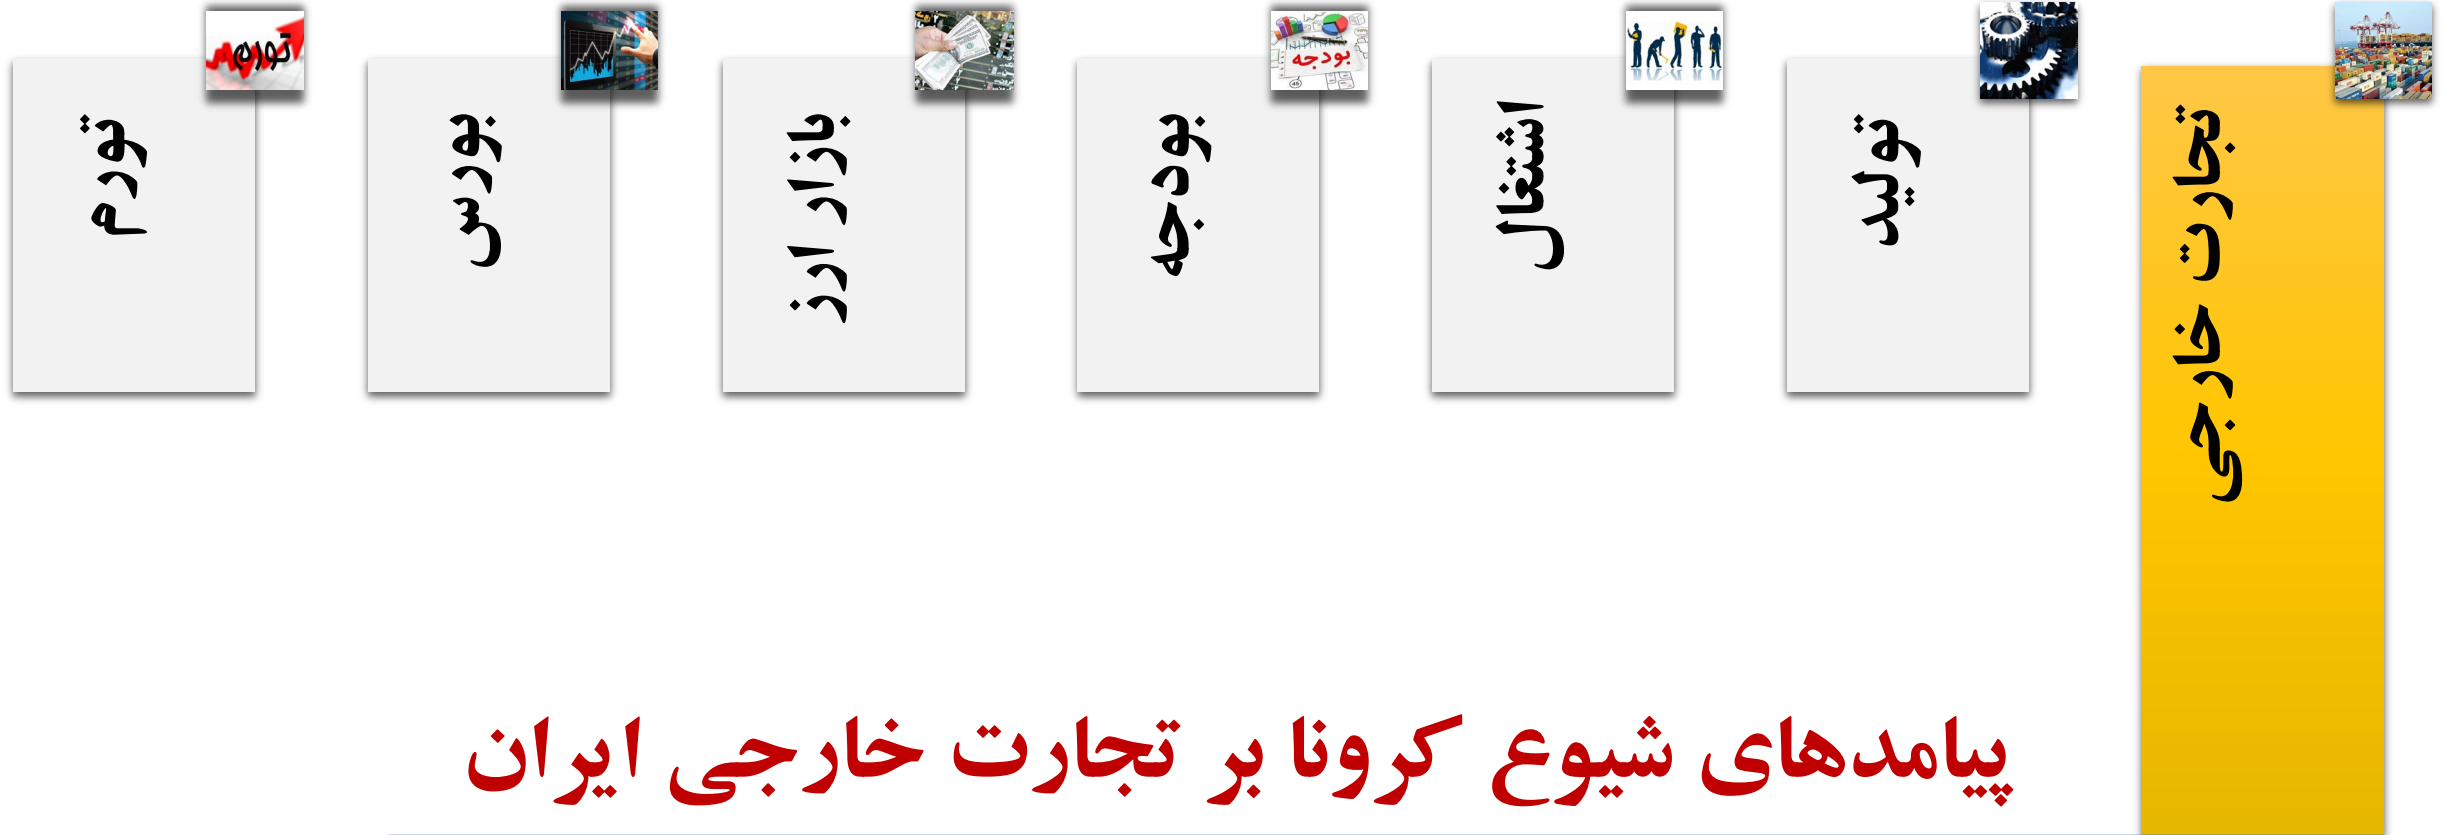 تجارت خارجی
تولید
اشتغال
بودجه
بودجه
بازار ارز
بورس
تورم
تورم
پیامدهای شیوع کرونا بر تجارت خارجی ایران